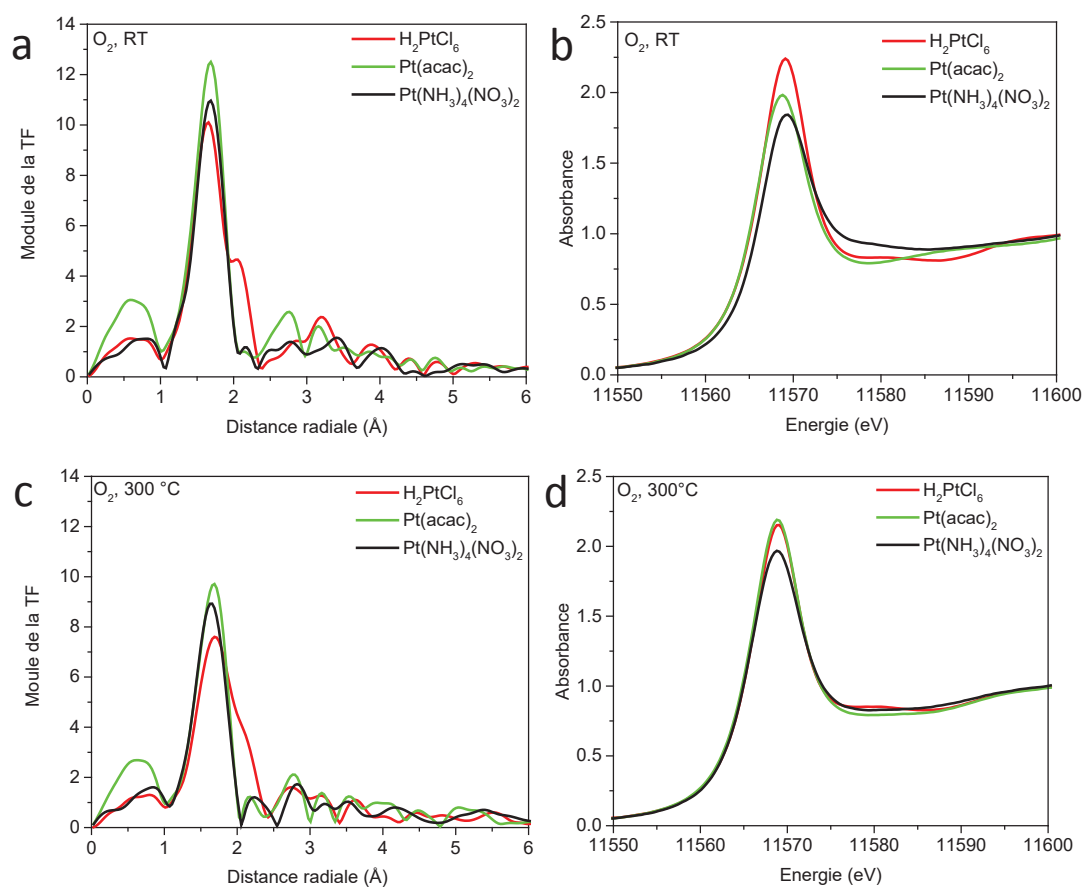 a
O₂, RT
H₂PtCl₆
Pt(acac)₂
Pt(NH₃)₄(NO₃)₂
14
12
10
8
6
4
2
0
Module de la TF
0 1 2 3 4 5 6
Distance radiale (Å)
b
O₂, RT
H₂PtCl₆
Pt(acac)₂
Pt(NH₃)₄(NO₃)₂
2.5
2.0
1.5
1.0
0.5
0.0
Absorbance
11550 11560 11570 11580 11590 11600
Energie (eV)
c
O₂, 300 °C
H₂PtCl₆
Pt(acac)₂
Pt(NH₃)₄(NO₃)₂
14
12
10
8
6
4
2
0
Moule de la TF
0 1 2 3 4 5 6
Distance radiale (Å)
d
O₂, 300°C
H₂PtCl₆
Pt(acac)₂
Pt(NH₃)₄(NO₃)₂
2.5
2.0
1.5
1.0
0.5
0.0
Absorbance
11550 11560 11570 11580 11590 11600
Energie (eV)